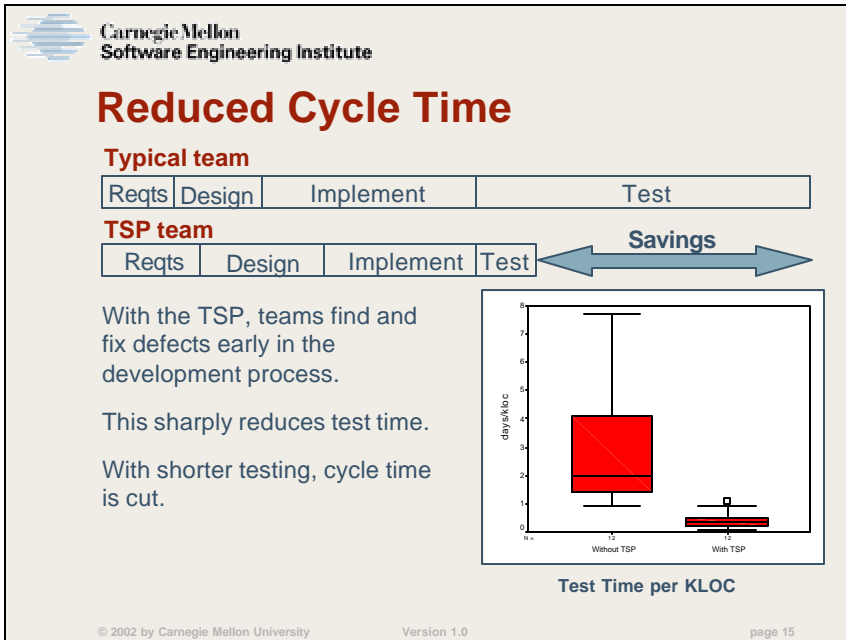 Carnegie Mellon
Software Engineering Institute
Reduced Cycle Time
Typical team
Reqts Design Implement Test
TSP team
Reqts Design Implement Test
Savings
With the TSP, teams find and
fix defects early in the
development process.
This sharply reduces test time.
With shorter testing, cycle time
is cut.
days/kloc
8
7
6
5
4
3
2
1
0
N = 12 12
Without TSP With TSP
Test Time per KLOC
© 2002 by Carnegie Mellon University Version 1.0 page 15